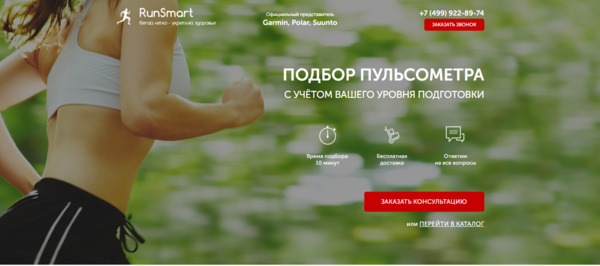 RunSmart
бегай легко - укрепляй здоровье
Официальный представитель
Garmin, Polar, Suunto
+7 (499) 922-89-74
ЗАКАЗАТЬ ЗВОНОК
ПОДБОР ПУЛЬСОМЕТРА
С УЧЁТОМ ВАШЕГО УРОВНЯ ПОДГОТОВКИ
Время подбора:
10 минут
Бесплатная
доставка
Ответим
на все вопросы
ЗАКАЗАТЬ КОНСУЛЬТАЦИЮ
или ПЕРЕЙТИ В КАТАЛОГ